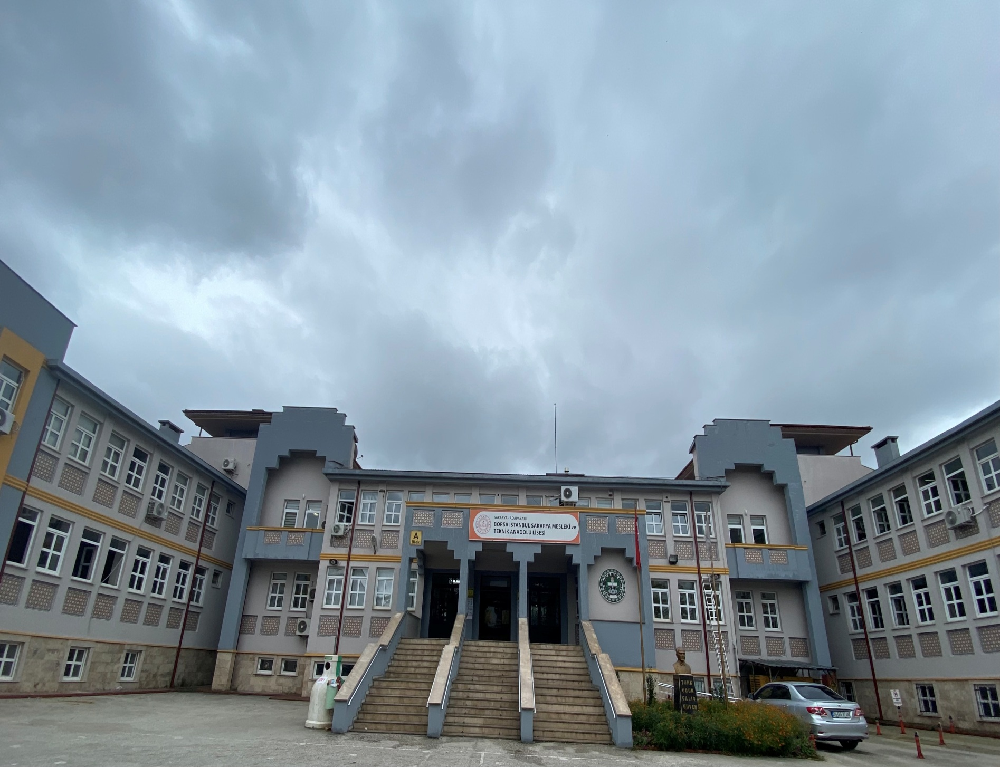 SAKARYA - ADAPAZARI
BORSA İSTANBUL SAKARYA MESLEKİ ve
TEKNİK ANADOLU LİSESİ
A
Blok
TÜRK
ÖĞÜN
ÇALIŞ
GÜVEN